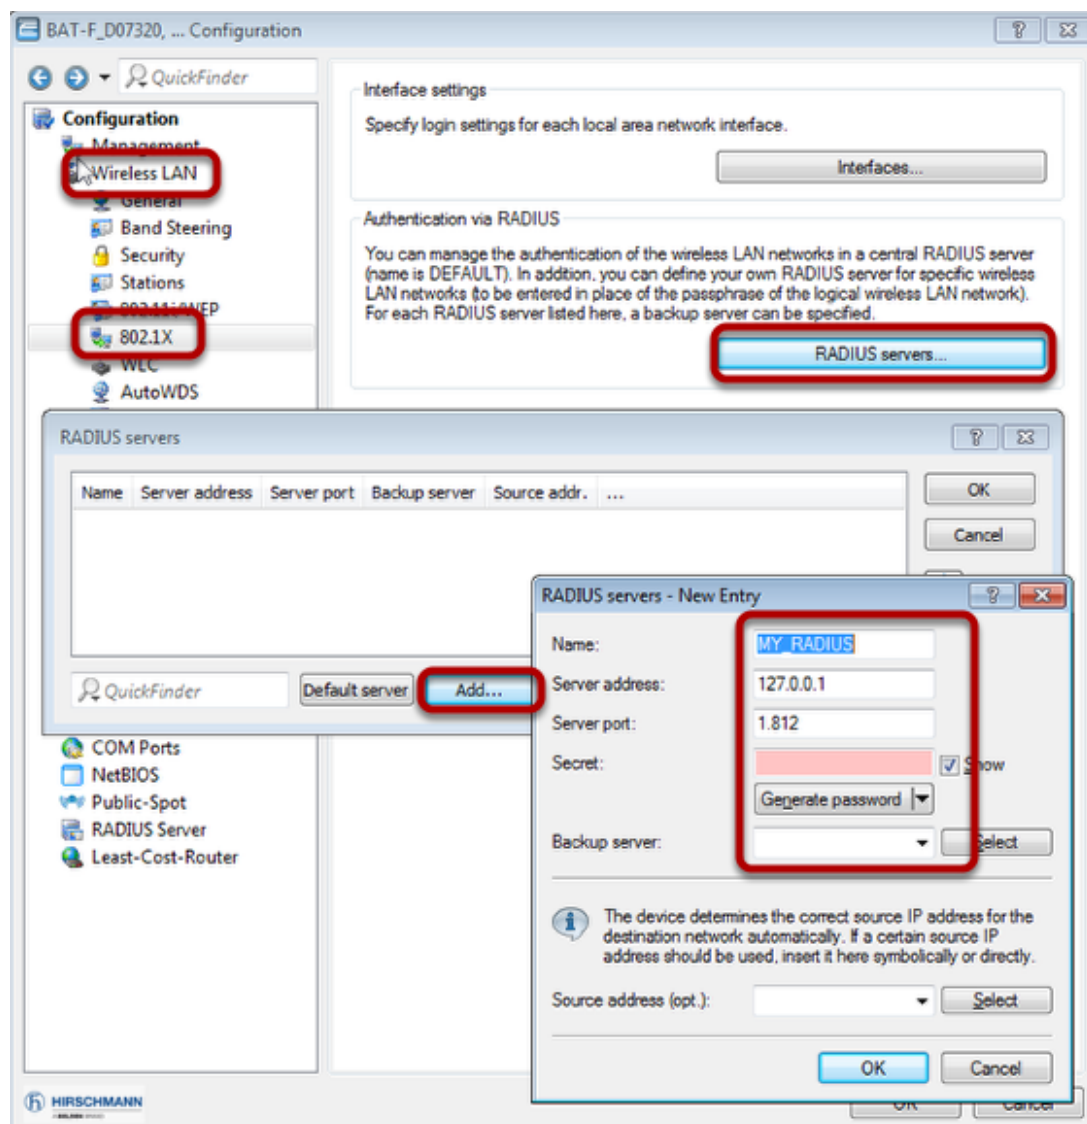 BAT-F_D07320, ... Configuration
QuickFinder
Configuration
Management
Wireless LAN
General
Band Steering
Security
Stations
802.11i/WEP
802.1X
WLC
AutoWDS
Interface settings
Specify login settings for each local area network interface.
Interfaces...
Authentication via RADIUS
You can manage the authentication of the wireless LAN networks in a central RADIUS server
(name is DEFAULT). In addition, you can define your own RADIUS server for specific wireless
LAN networks (to be entered in place of the passphrase of the logical wireless LAN network).
For each RADIUS server listed here, a backup server can be specified.
RADIUS servers...
RADIUS servers
Name Server address Server port Backup server Source addr. ...
OK
Cancel
QuickFinder
Default server
Add...
RADIUS servers - New Entry
Name: MY_RADIUS
Server address: 127.0.0.1
Server port: 1.812
Secret: Show
Generate password
Backup server: Select
The device determines the correct source IP address for the
destination network automatically. If a certain source IP
address should be used, insert it here symbolically or directly.
Source address (opt.): Select
OK Cancel
COM Ports
NetBIOS
Public-Spot
RADIUS Server
Least-Cost-Router
HIRSCHMANN
OK Cancel